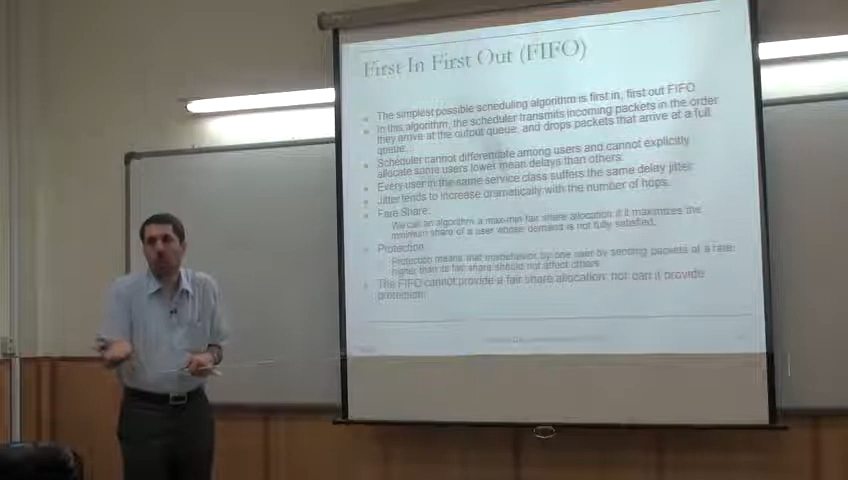 First In First Out (FIFO)
The simplest possible scheduling algorithm is first in, first out FIFO
In this algorithm, the scheduler transmits incoming packets in the order
they arrive at the output queue, and drops packets that arrive at a full
queue.
Scheduler cannot differentiate among users and cannot explicitly
allocate some users lower mean delays than others.
Every user in the same service class suffers the same delay jitter.
Jitter tends to increase dramatically with the number of hops.
Fare Share:
We call an algorithm a max-min fair share allocation if it maximizes the
minimum share of a user whose demand is not fully satisfied.
Protection
Protection means that misbehavior by one user by sending packets at a rate
higher than its fair share should not affect others
The FIFO cannot provide a fair share allocation nor can it provide
protection.